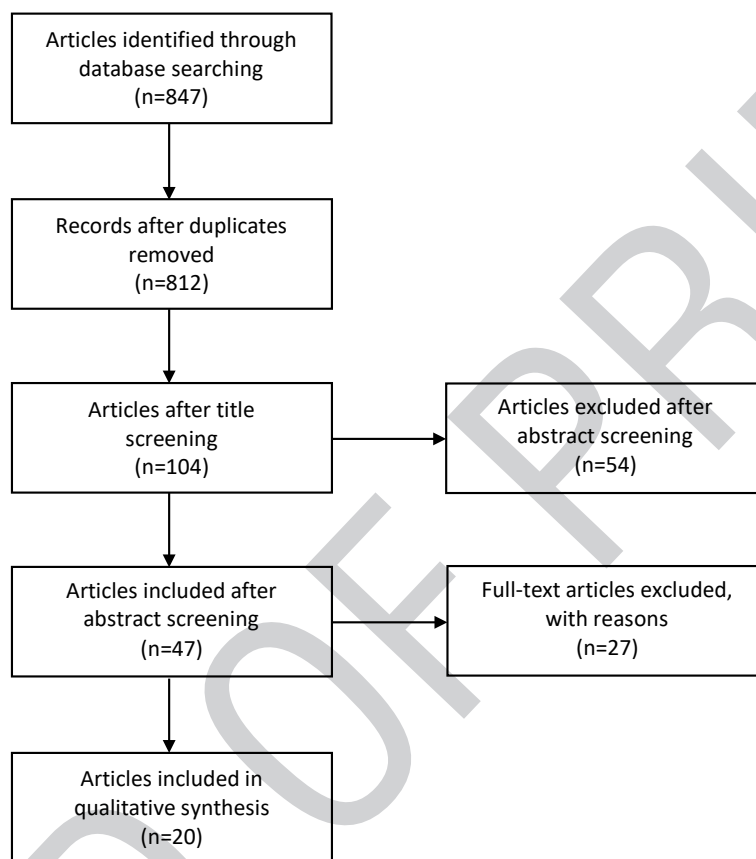 Articles identified through
database searching
(n=847)
Records after duplicates
removed
(n=812)
Articles after title
screening
(n=104)
Articles excluded after
abstract screening
(n=54)
Articles included after
abstract screening
(n=47)
Full-text articles excluded,
with reasons
(n=27)
Articles included in
qualitative synthesis
(n=20)
OF PR